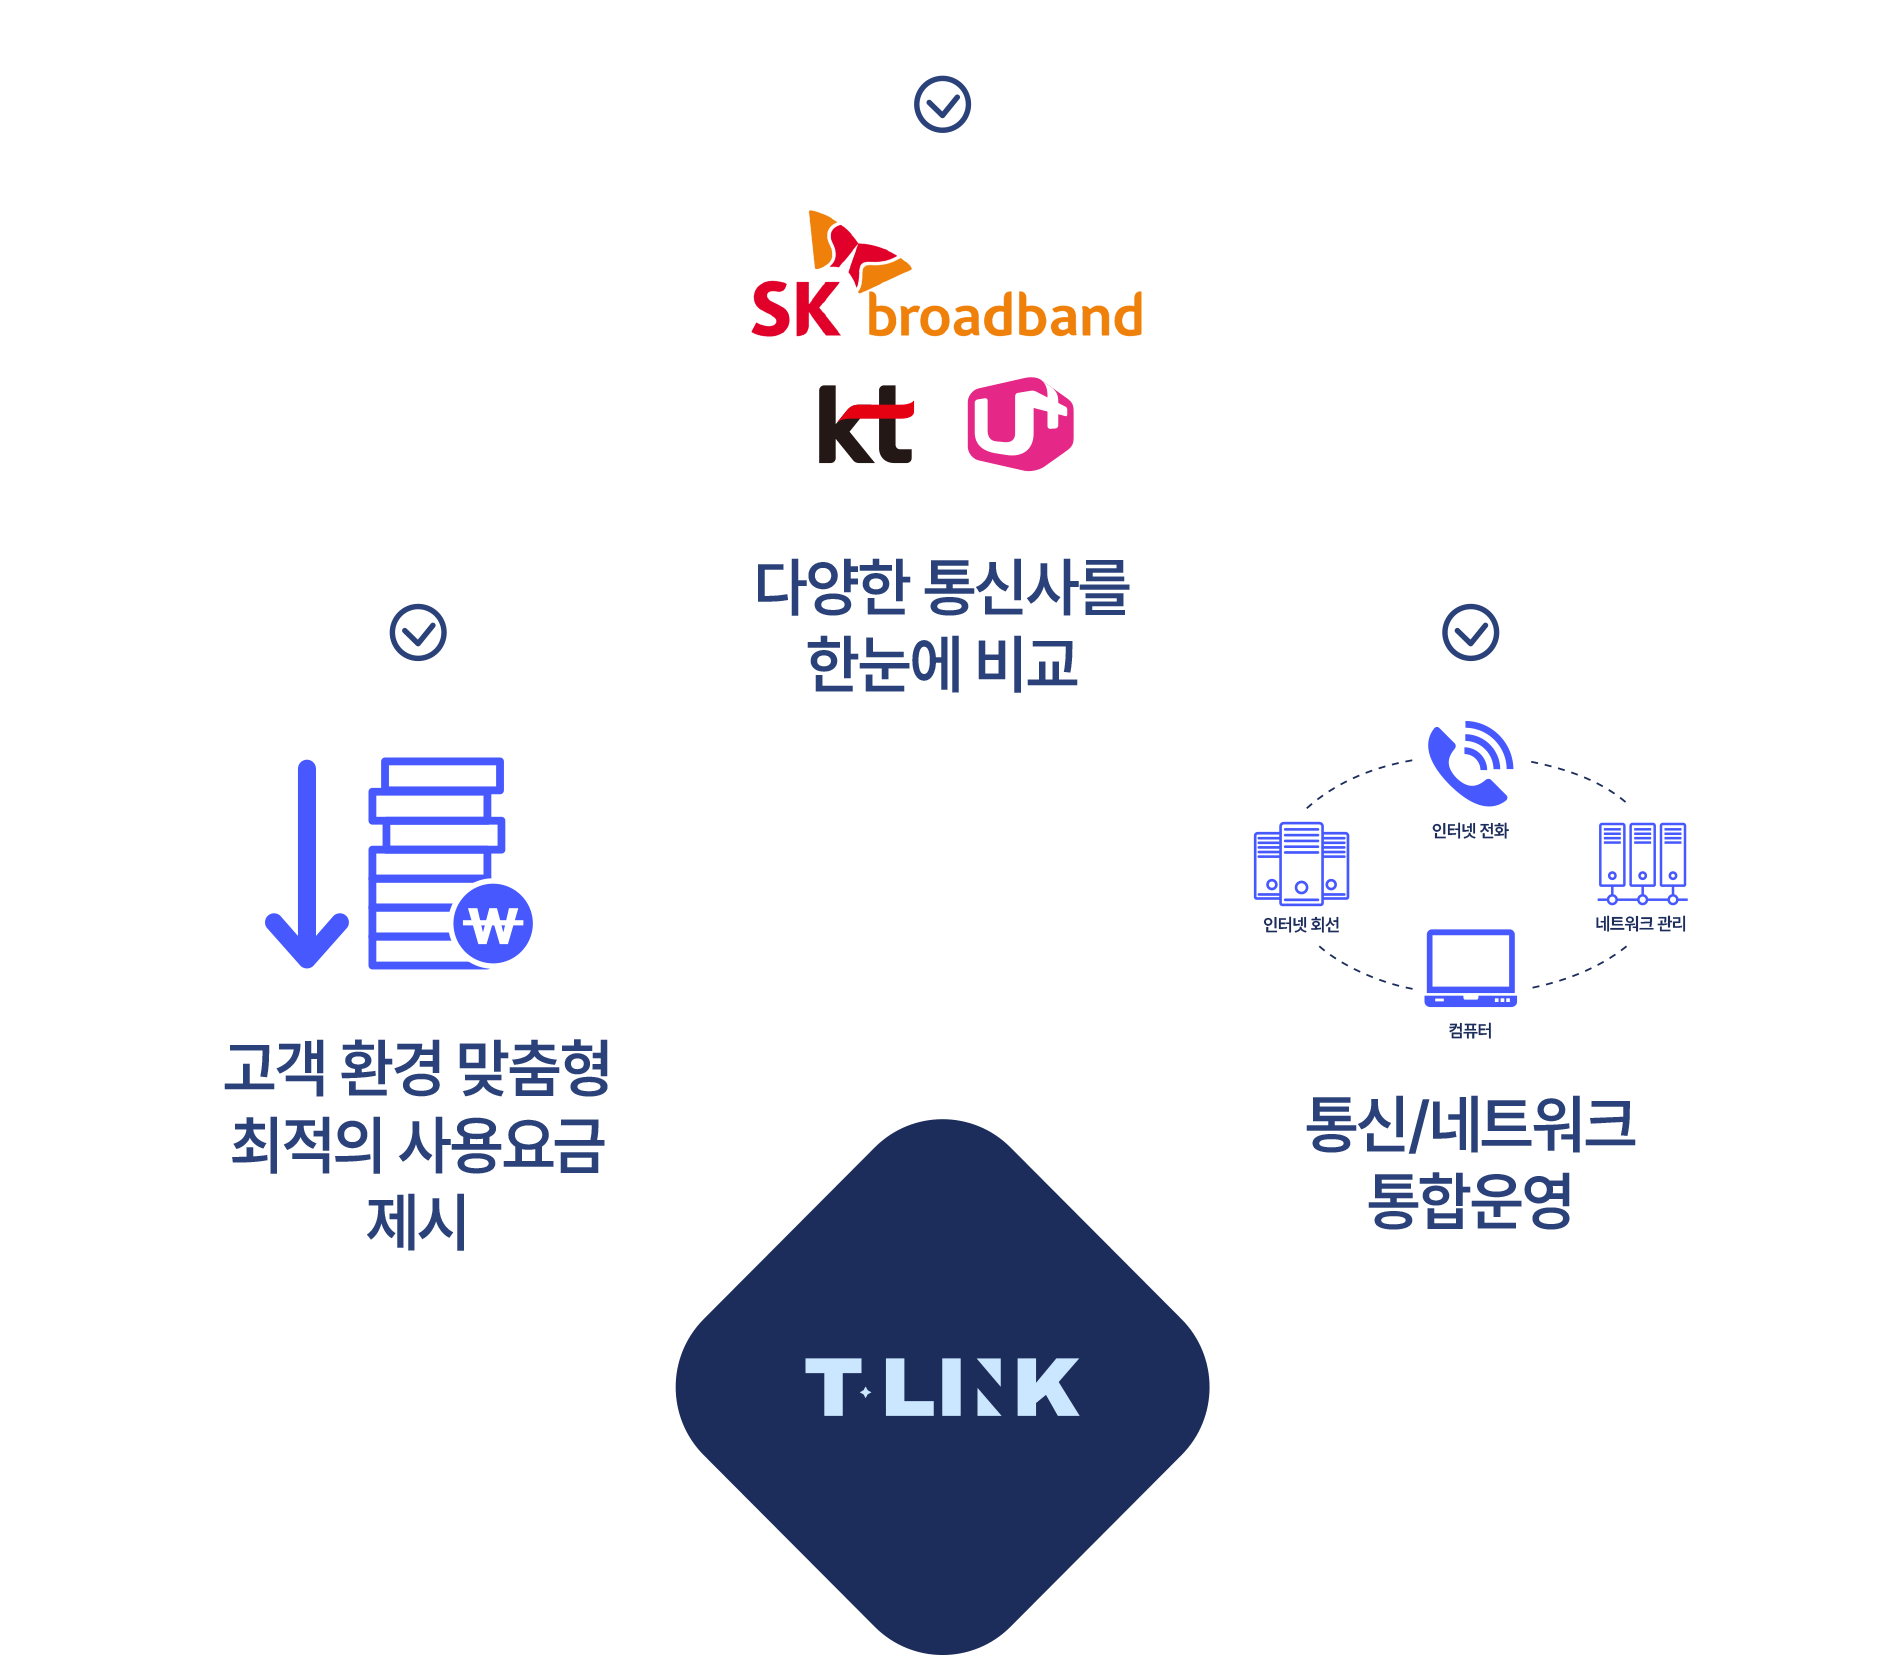 SK broadband
kt U+
다양한 통신사를
한눈에 비교
고객 환경 맞춤형
최적의 사용요금
제시
인터넷 전화
인터넷 회선
네트워크 관리
컴퓨터
통신/네트워크
통합운영
T·LINK